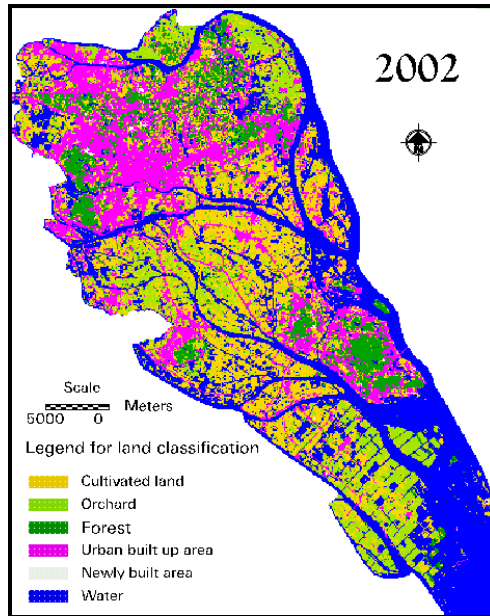 2002
N
Scale
5000 0 Meters
Legend for land classification
Cultivated land
Orchard
Forest
Urban built up area
Newly built area
Water